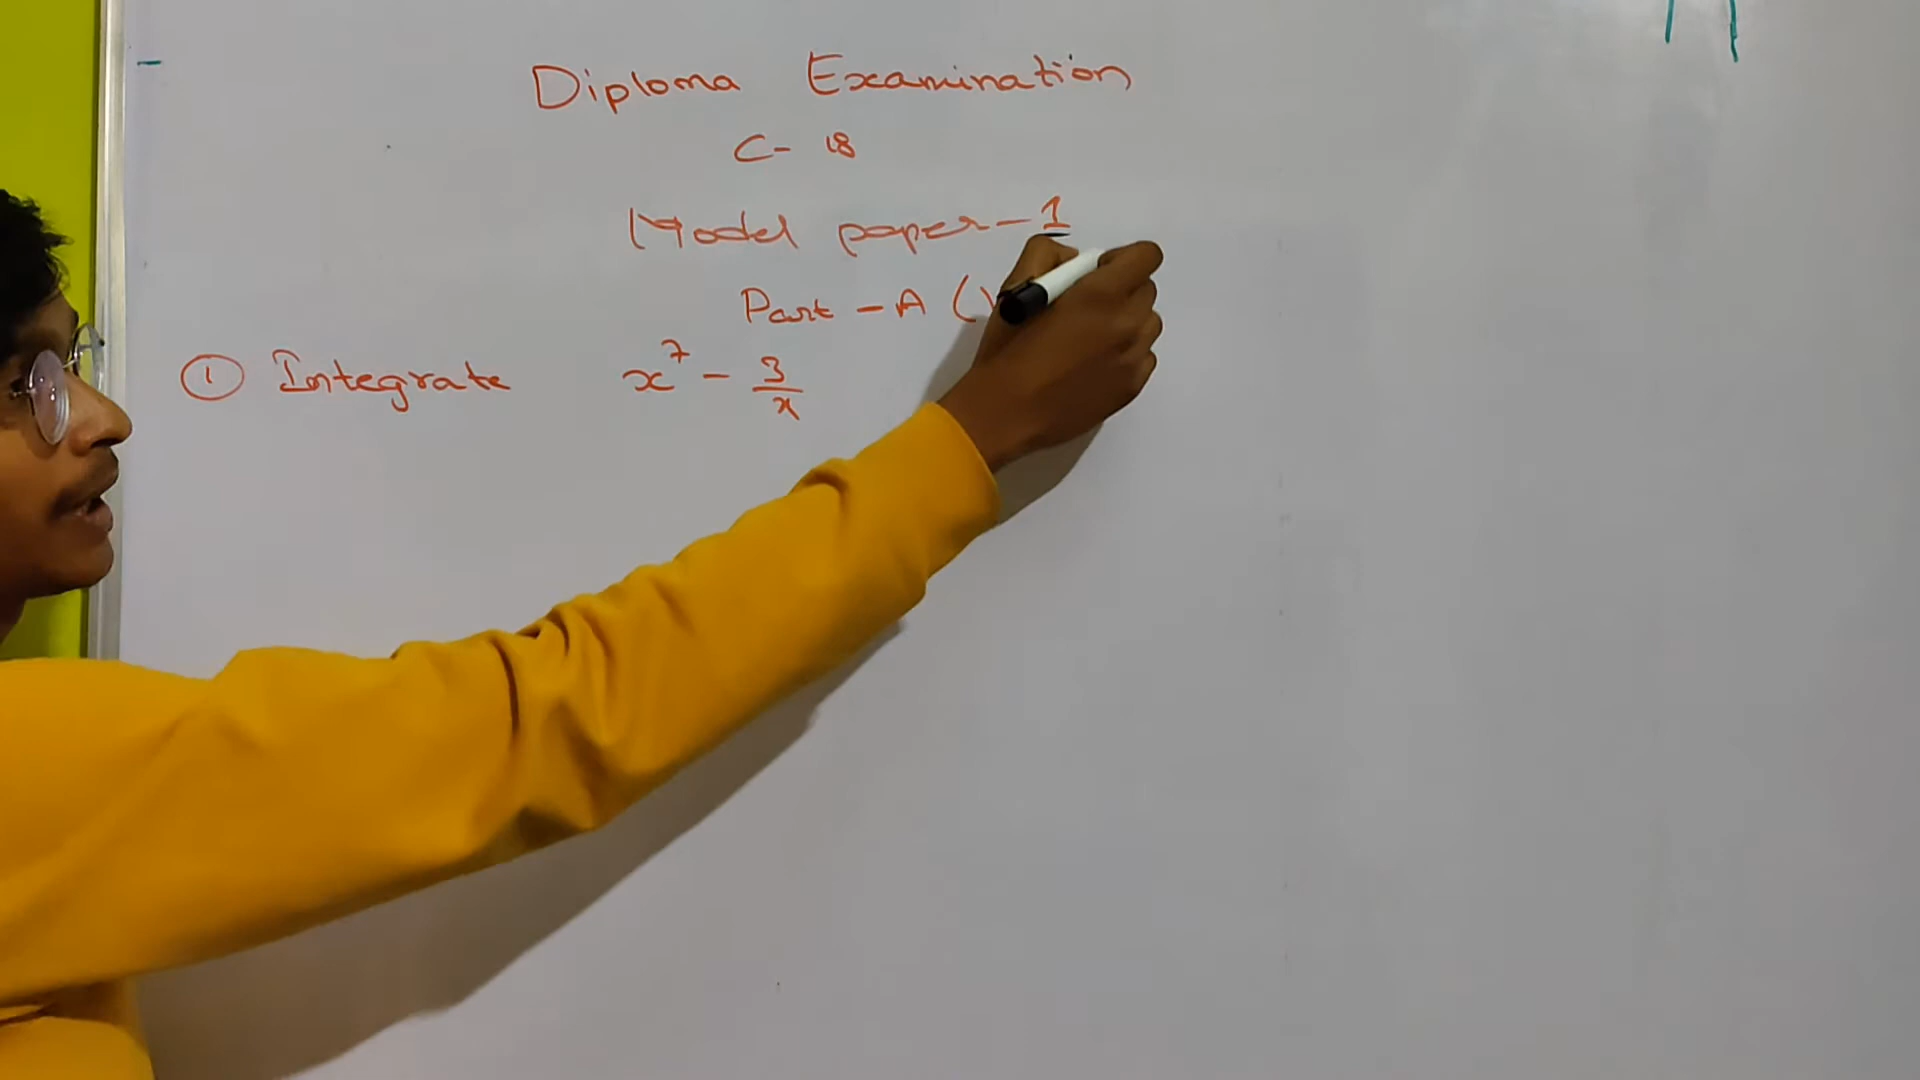 Diploma Examination
C- 18
Model paper - 1
Part - A (
① Integrate x⁷ - 3/x